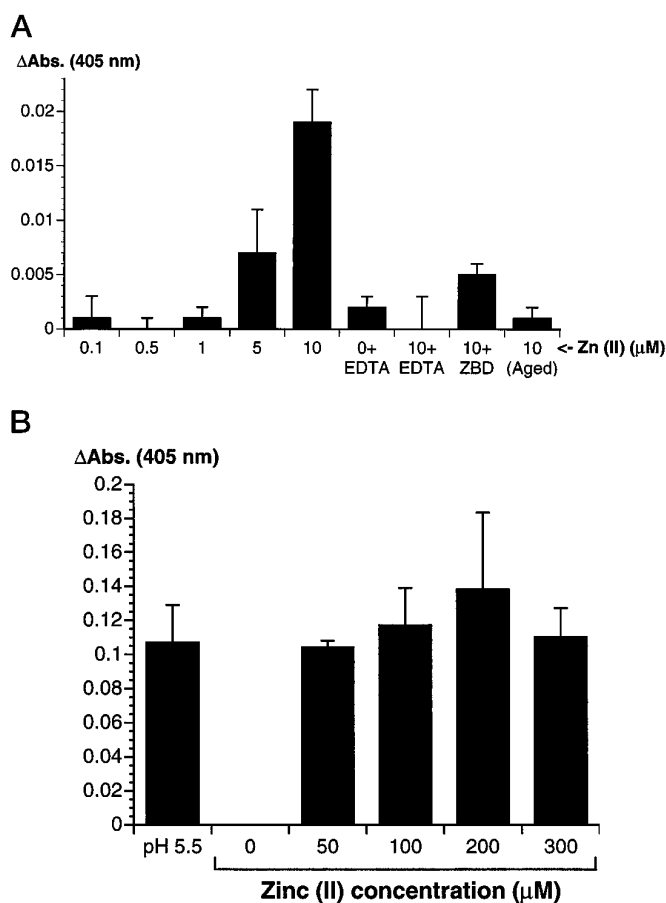 A
ΔAbs. (405 nm)
0.02
0.015
0.01
0.005
0
0.1 0.5 1 5 10 0+ 10+ 10+ 10 <- Zn (II) (μM)
EDTA EDTA ZBD (Aged)
B
ΔAbs. (405 nm)
0.2
0.18
0.16
0.14
0.12
0.1
0.08
0.06
0.04
0.02
0
pH 5.5 0 50 100 200 300
Zinc (II) concentration (μM)